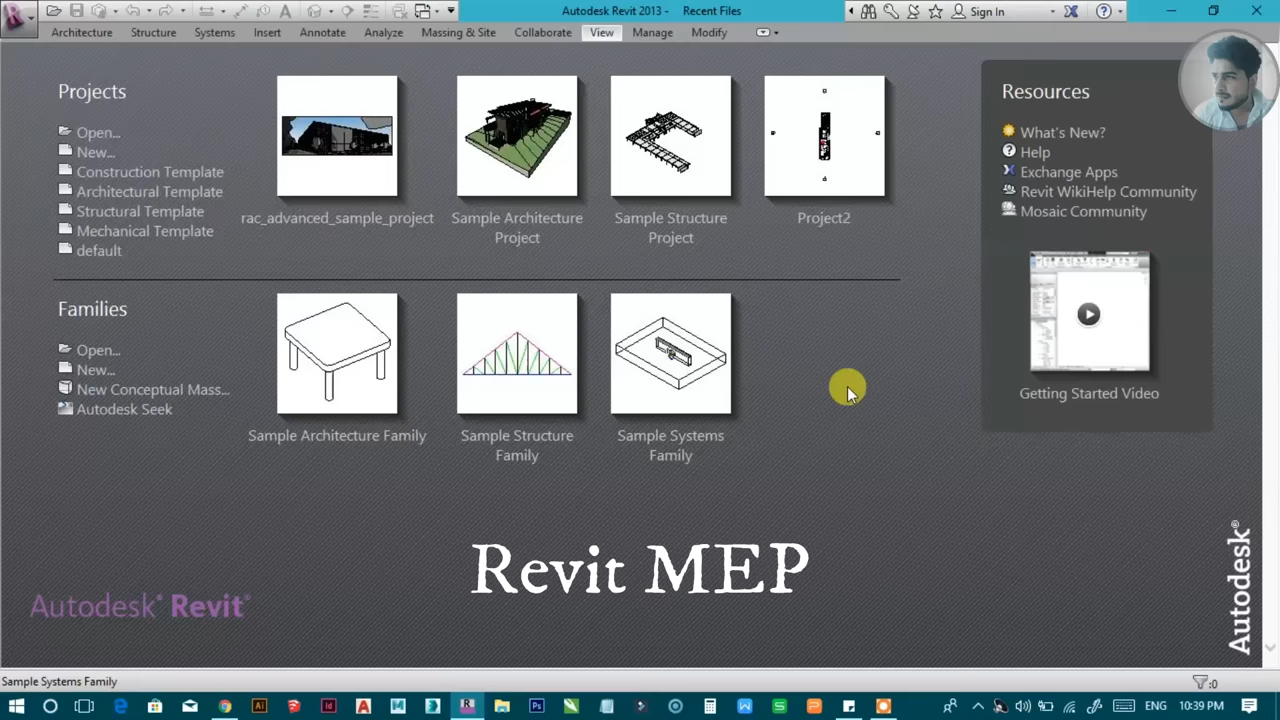 Autodesk Revit 2013 - Recent Files
Sign In
Architecture Structure Systems Insert Annotate Analyze Massing & Site Collaborate View Manage Modify
Projects
Open...
New...
Construction Template
Architectural Template
Structural Template
Mechanical Template
default
rac_advanced_sample_project
Sample Architecture
Project
Sample Structure
Project
Project2
Families
Open...
New...
New Conceptual Mass...
Autodesk Seek
Sample Architecture Family
Sample Structure
Family
Sample Systems
Family
Resources
What's New?
Help
Exchange Apps
Revit WikiHelp Community
Mosaic Community
Getting Started Video
Revit MEP
Autodesk® Revit®
Autodesk®
Sample Systems Family
:0
ENG 10:39 PM